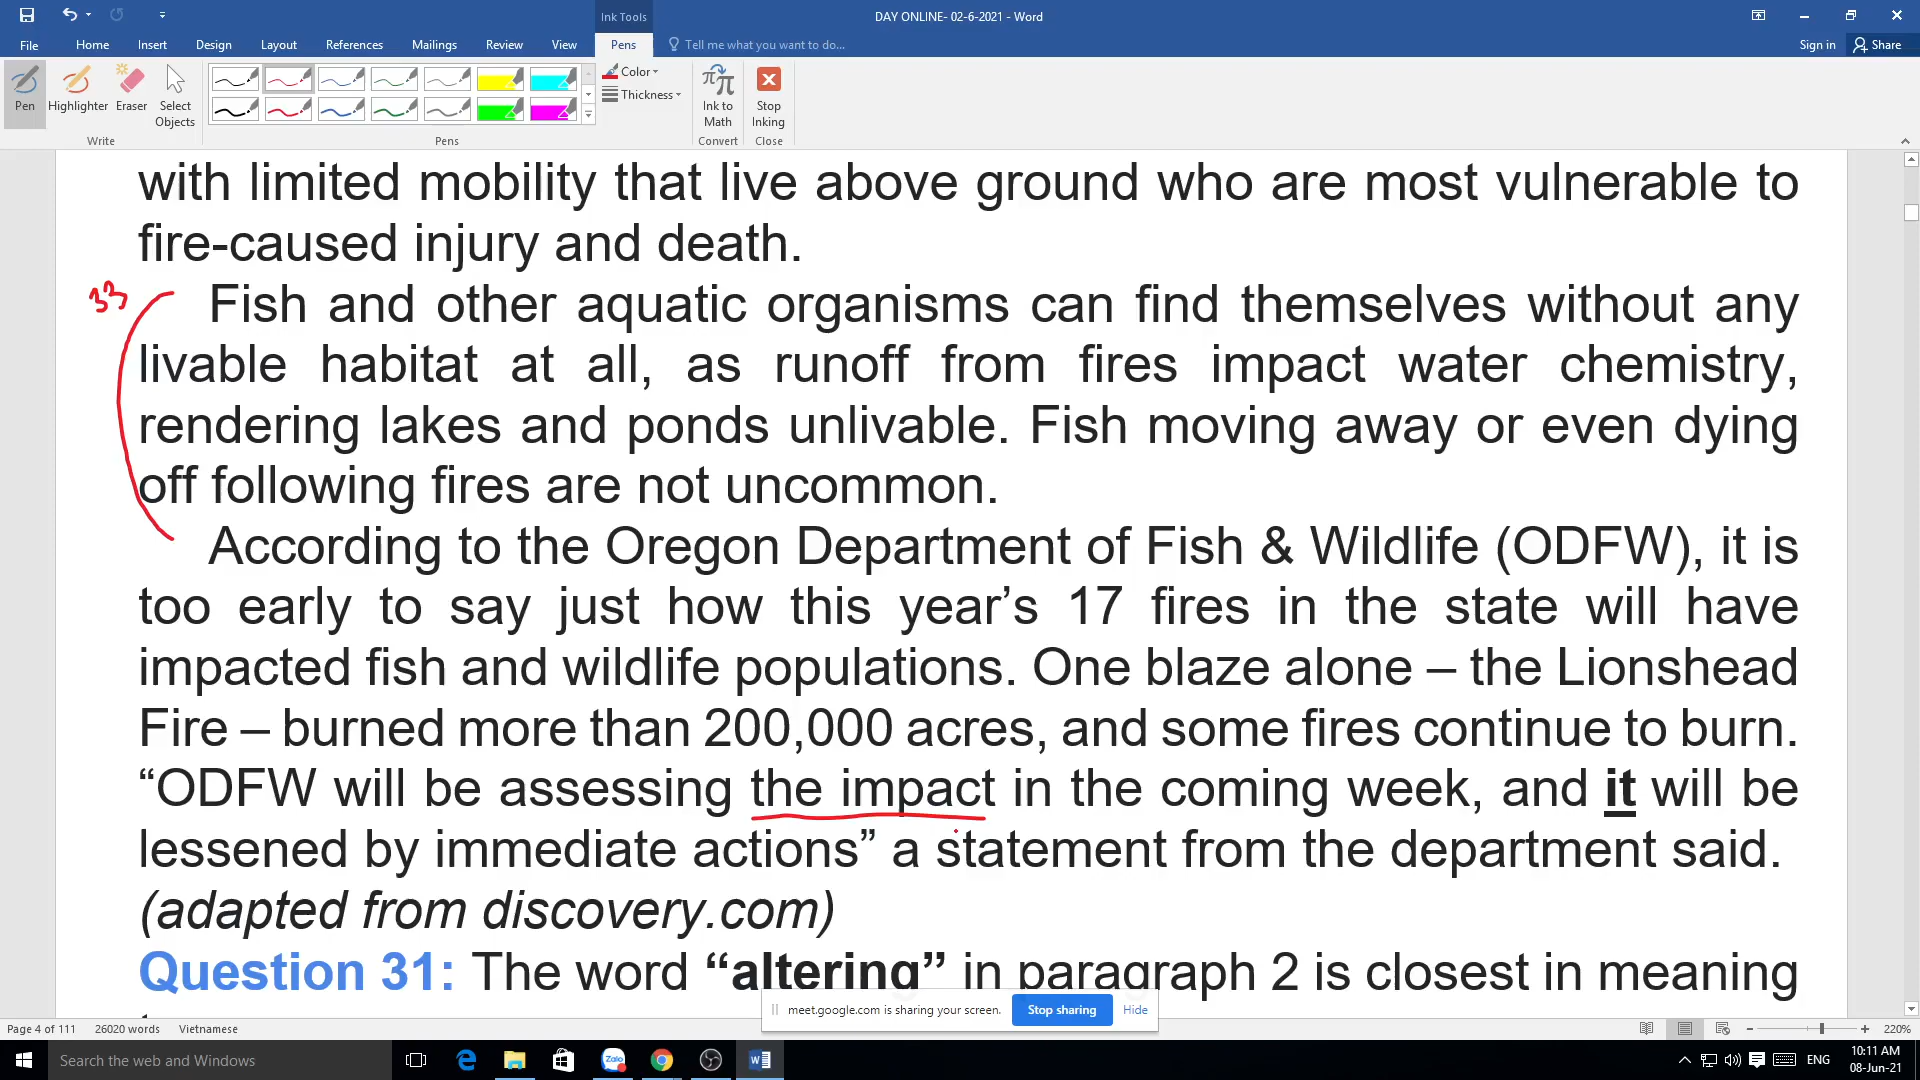 Ink Tools
DAY ONLINE- 02-6-2021 - Word
File Home Insert Design Layout References Mailings Review View Pens Tell me what you want to do... Sign in Share
Pen Highlighter Eraser Select Objects
Color
Thickness
Ink to Math
Stop Inking
Write Pens Convert Close
with limited mobility that live above ground who are most vulnerable to
fire-caused injury and death.
33
Fish and other aquatic organisms can find themselves without any
livable habitat at all, as runoff from fires impact water chemistry,
rendering lakes and ponds unlivable. Fish moving away or even dying
off following fires are not uncommon.
According to the Oregon Department of Fish & Wildlife (ODFW), it is
too early to say just how this year’s 17 fires in the state will have
impacted fish and wildlife populations. One blaze alone – the Lionshead
Fire – burned more than 200,000 acres, and some fires continue to burn.
“ODFW will be assessing the impact in the coming week, and it will be
lessened by immediate actions” a statement from the department said.
(adapted from discovery.com)
Question 31: The word “altering” in paragraph 2 is closest in meaning
meet.google.com is sharing your screen. Stop sharing Hide
Page 4 of 111 26020 words Vietnamese 220%
Search the web and Windows
Zalo
ENG
10:11 AM
08-Jun-21